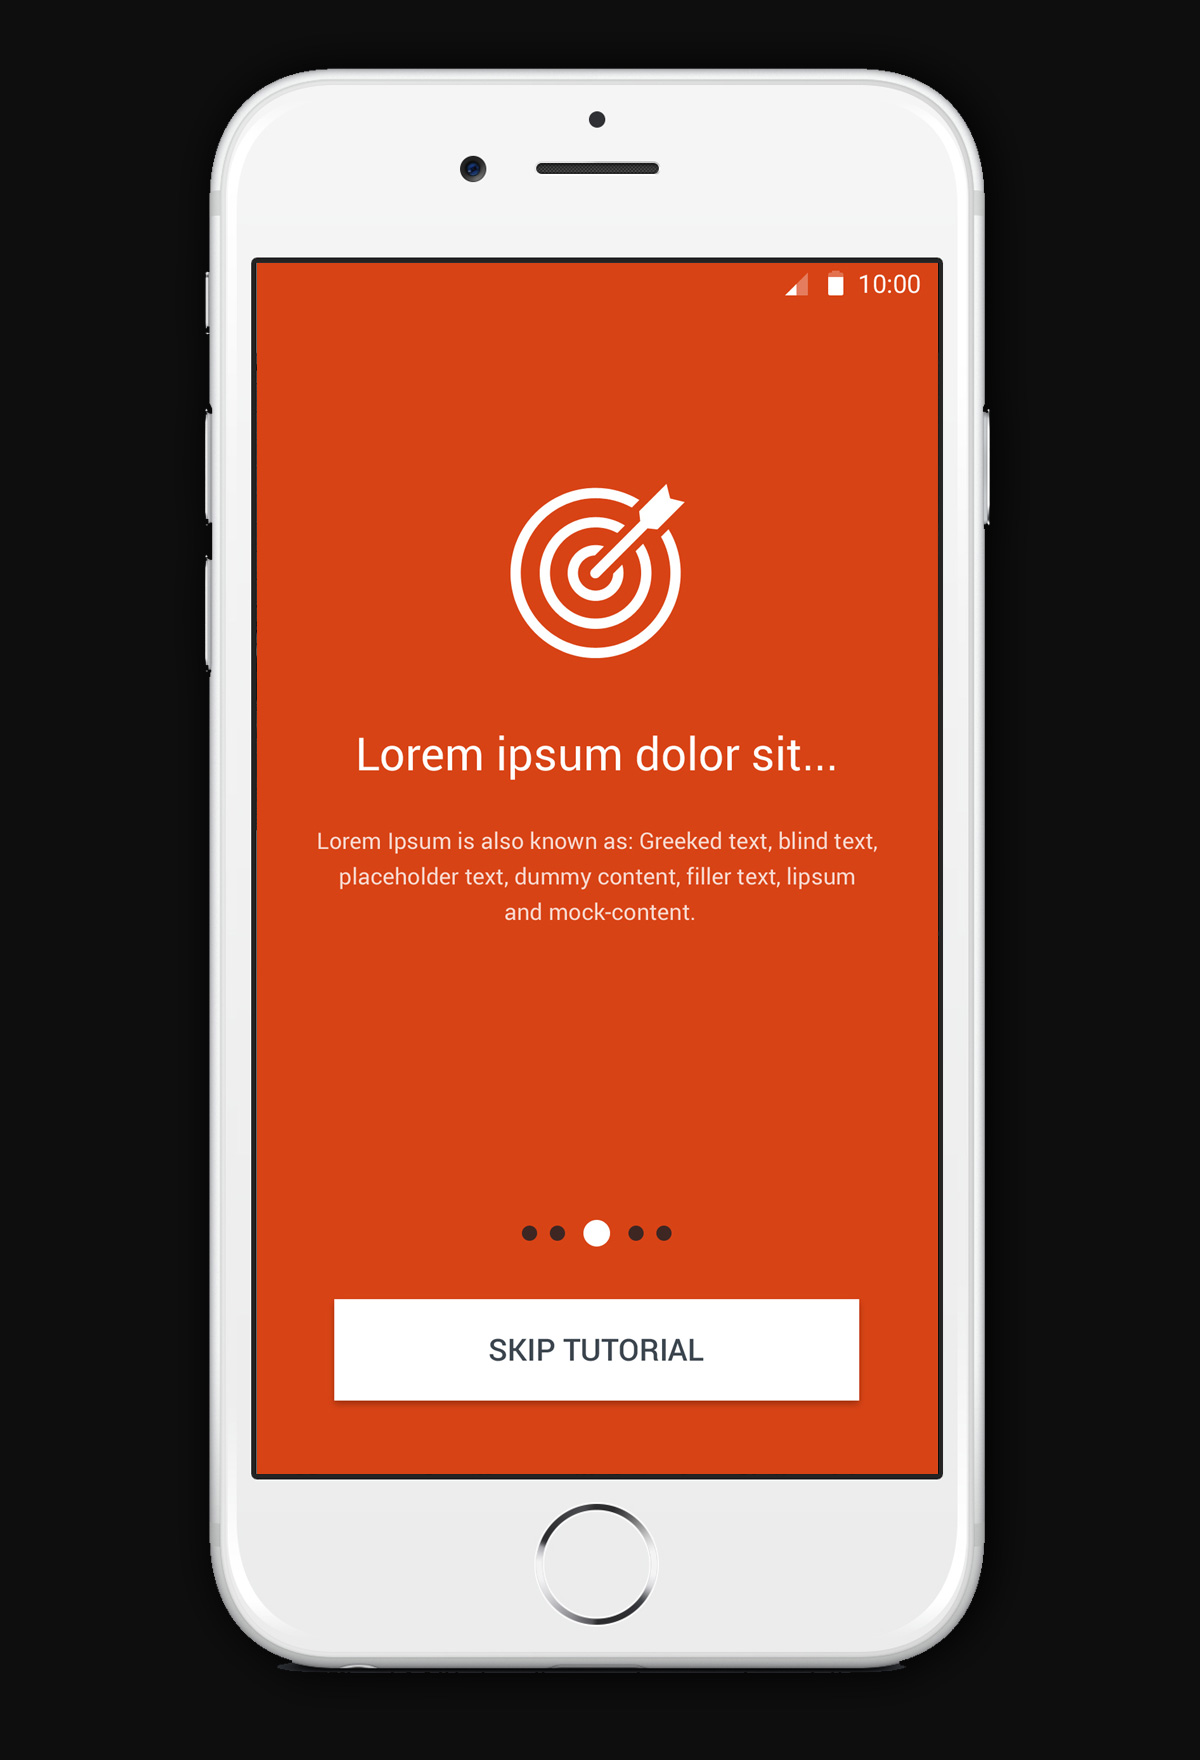 10:00
Lorem ipsum dolor sit...
Lorem Ipsum is also known as: Greeked text, blind text,
placeholder text, dummy content, filler text, lipsum
and mock-content.
SKIP TUTORIAL